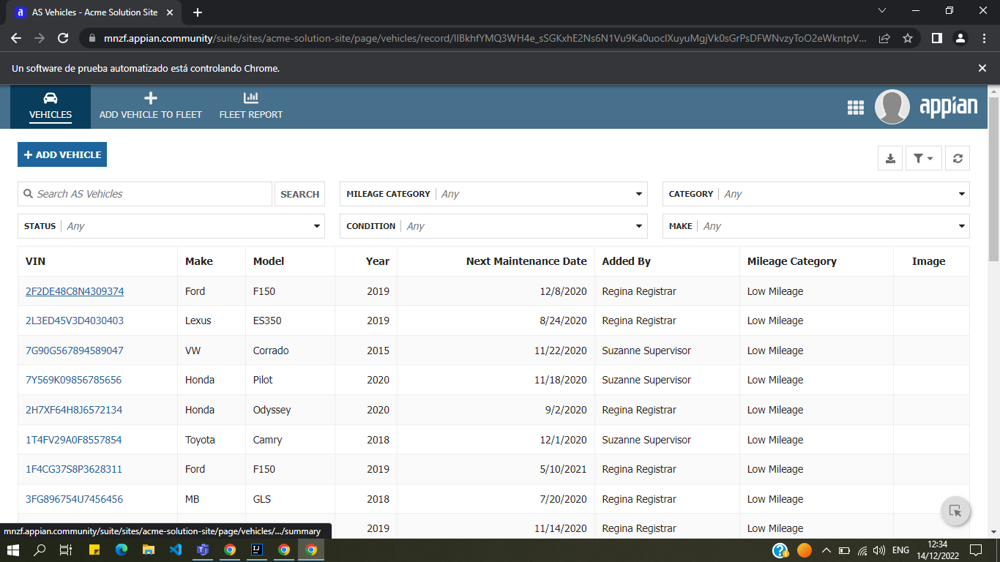 AS Vehicles - Acme Solution Site
mnzf.appian.community/suite/sites/acme-solution-site/page/vehicles/record/
Un software de prueba automatizado está controlando Chrome.
VEHICLES ADD VEHICLE TO FLEET FLEET REPORT appian
+ ADD VEHICLE
Search AS Vehicles SEARCH MILEAGE CATEGORY Any CATEGORY Any
STATUS Any CONDITION Any MAKE Any
VIN Make Model Year Next Maintenance Date Added By Mileage Category Image
2F2DE48C8N4309374 Ford F150 2019 12/8/2020 Regina Registrar Low Mileage
2L3ED45V3D4030403 Lexus ES350 2019 8/24/2020 Regina Registrar Low Mileage
7G90G567894589047 VW Corrado 2015 11/22/2020 Suzanne Supervisor Low Mileage
7Y569K09856785656 Honda Pilot 2020 11/18/2020 Suzanne Supervisor Low Mileage
2H7XF64H8J6572134 Honda Odyssey 2020 9/2/2020 Regina Registrar Low Mileage
1T4FV29A0F8557854 Toyota Camry 2018 12/1/2020 Suzanne Supervisor Low Mileage
1F4CG37S8P3628311 Ford F150 2019 5/10/2021 Regina Registrar Low Mileage
3FG896754U7456456 MB GLS 2018 7/20/2020 Regina Registrar Low Mileage
2019 11/14/2020 Regina Registrar Low Mileage
mnzf.appian.community/suite/sites/acme-solution-site/page/vehicles/.../summary
ENG 12:34
14/12/2022